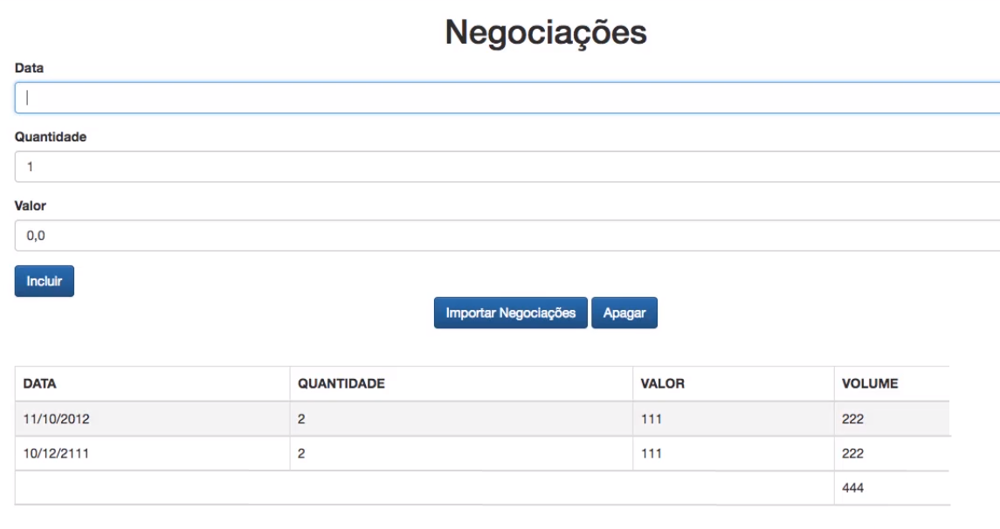 Negociações
Data
Quantidade
1
Valor
0,0
Incluir
Importar Negociações Apagar
DATA QUANTIDADE VALOR VOLUME
11/10/2012 2 111 222
10/12/2111 2 111 222
444